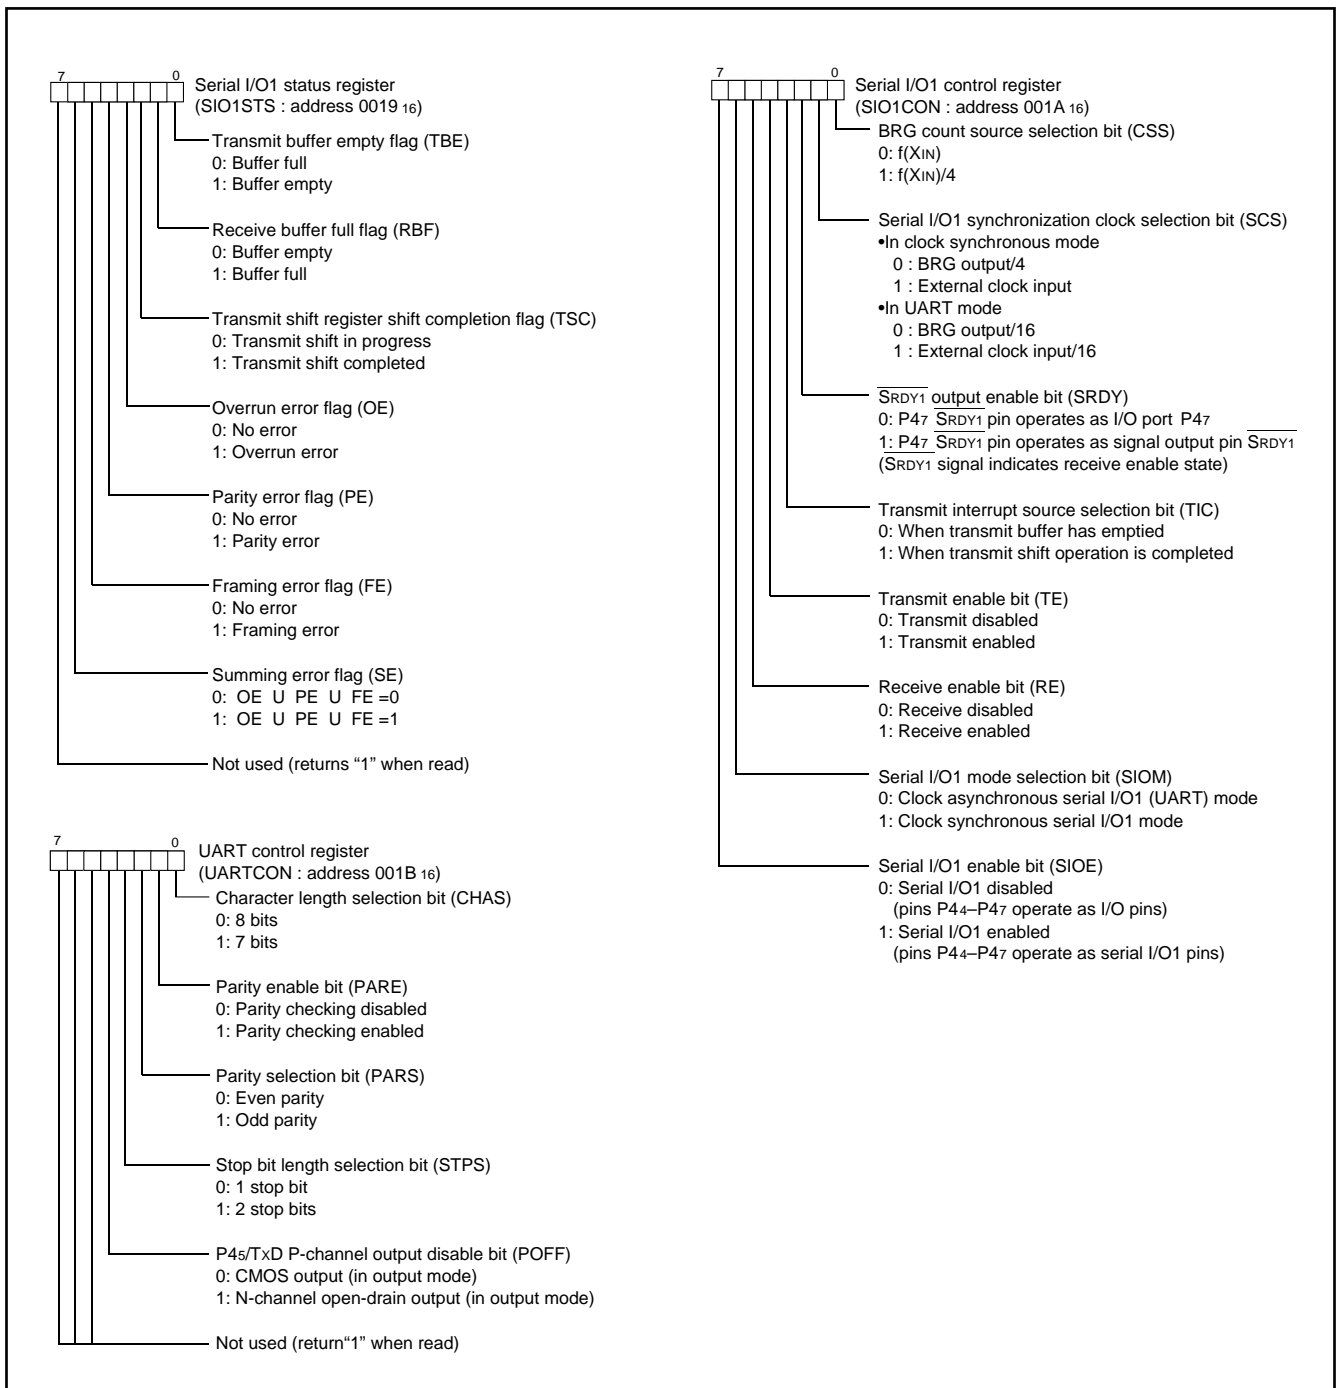 7 0
Serial I/O1 status register
(SIO1STS : address 0019 16)
Transmit buffer empty flag (TBE)
0: Buffer full
1: Buffer empty
Receive buffer full flag (RBF)
0: Buffer empty
1: Buffer full
Transmit shift register shift completion flag (TSC)
0: Transmit shift in progress
1: Transmit shift completed
Overrun error flag (OE)
0: No error
1: Overrun error
Parity error flag (PE)
0: No error
1: Parity error
Framing error flag (FE)
0: No error
1: Framing error
Summing error flag (SE)
0: OE U PE U FE =0
1: OE U PE U FE =1
Not used (returns “1” when read)
7 0
UART control register
(UARTCON : address 001B 16)
Character length selection bit (CHAS)
0: 8 bits
1: 7 bits
Parity enable bit (PARE)
0: Parity checking disabled
1: Parity checking enabled
Parity selection bit (PARS)
0: Even parity
1: Odd parity
Stop bit length selection bit (STPS)
0: 1 stop bit
1: 2 stop bits
P45/TXD P-channel output disable bit (POFF)
0: CMOS output (in output mode)
1: N-channel open-drain output (in output mode)
Not used (return“1” when read)
7 0
Serial I/O1 control register
(SIO1CON : address 001A 16)
BRG count source selection bit (CSS)
0: f(XIN)
1: f(XIN)/4
Serial I/O1 synchronization clock selection bit (SCS)
•In clock synchronous mode
0 : BRG output/4
1 : External clock input
•In UART mode
0 : BRG output/16
1 : External clock input/16
SRDY1 output enable bit (SRDY)
0: P47 SRDY1 pin operates as I/O port P47
1: P47 SRDY1 pin operates as signal output pin SRDY1
(SRDY1 signal indicates receive enable state)
Transmit interrupt source selection bit (TIC)
0: When transmit buffer has emptied
1: When transmit shift operation is completed
Transmit enable bit (TE)
0: Transmit disabled
1: Transmit enabled
Receive enable bit (RE)
0: Receive disabled
1: Receive enabled
Serial I/O1 mode selection bit (SIOM)
0: Clock asynchronous serial I/O1 (UART) mode
1: Clock synchronous serial I/O1 mode
Serial I/O1 enable bit (SIOE)
0: Serial I/O1 disabled
(pins P44–P47 operate as I/O pins)
1: Serial I/O1 enabled
(pins P44–P47 operate as serial I/O1 pins)